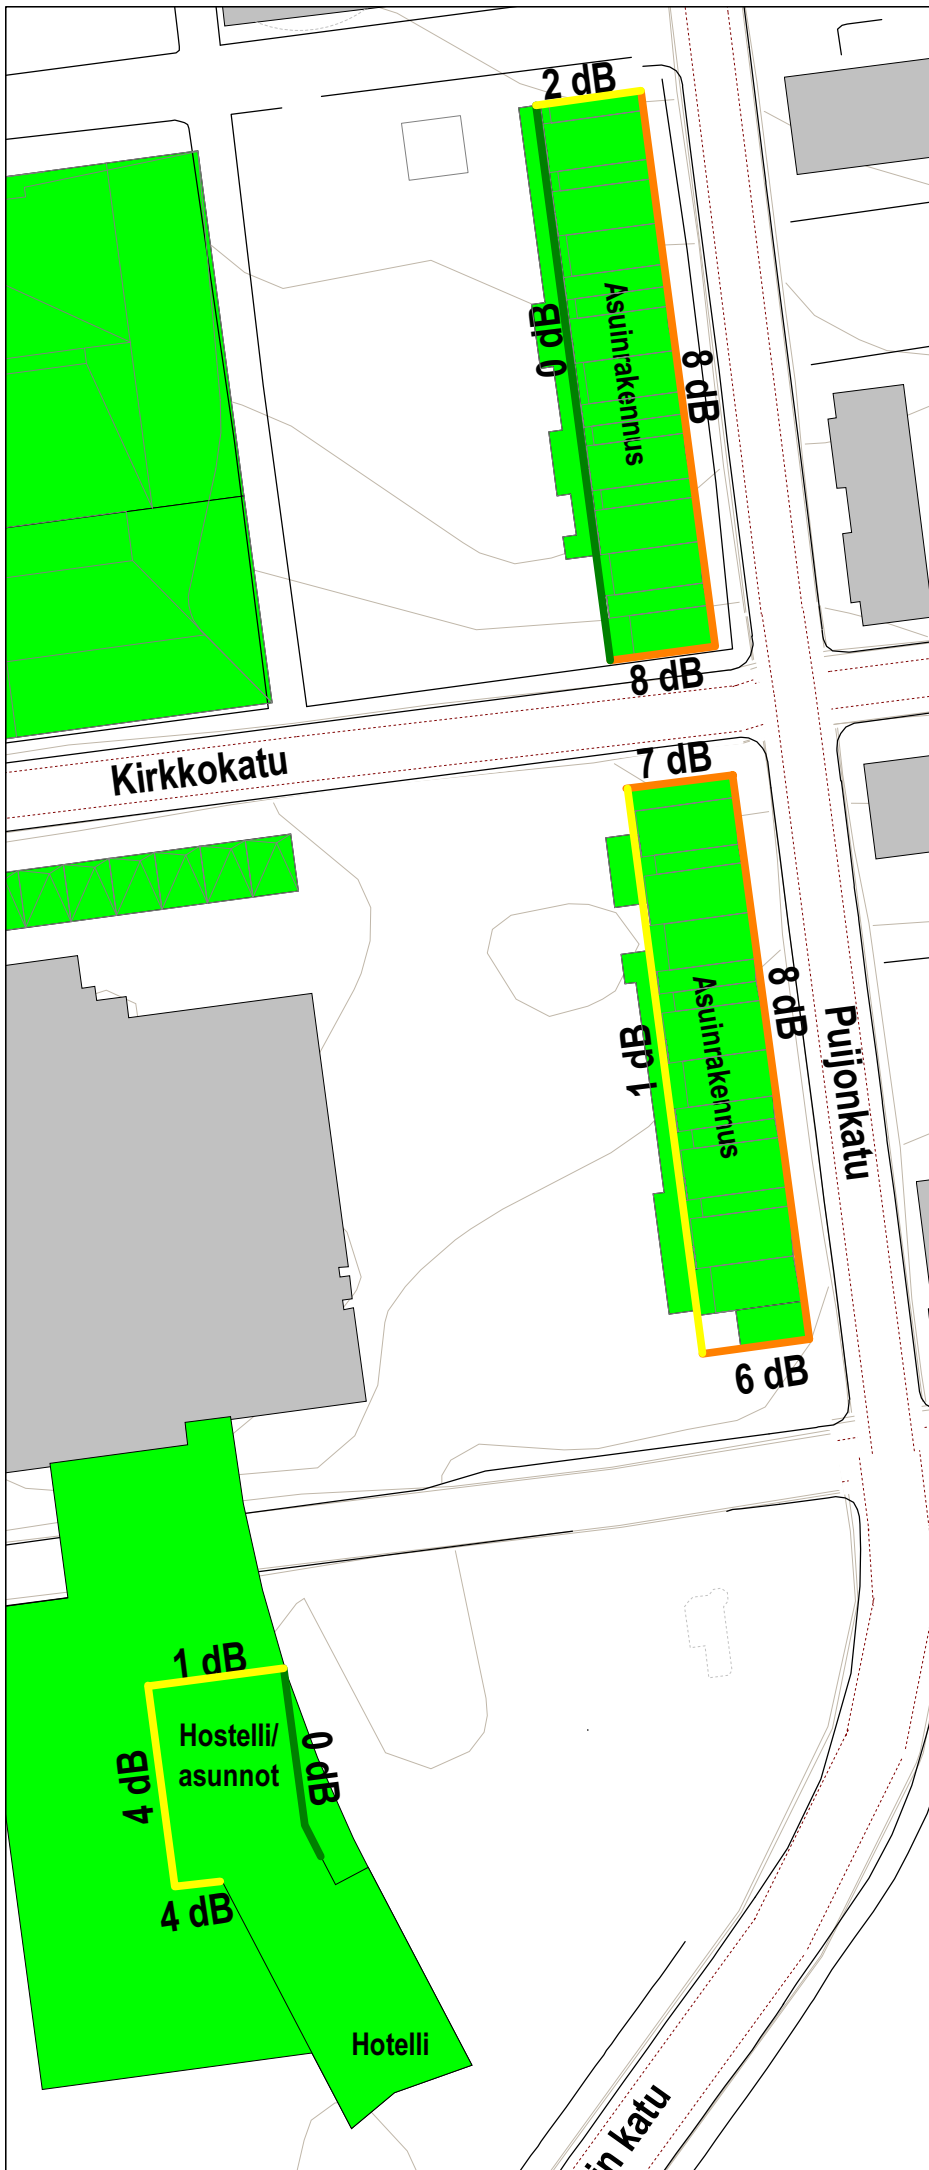 2 dB
0 dB
Asuinrakennus
8 dB
8 dB
Kirkkokatu
7 dB
8 dB
Asuinrakennus
1 dB
Puijonkatu
6 dB
1 dB
Hostelli/
asunnot
0 dB
4 dB
4 dB
Hotelli
in katu